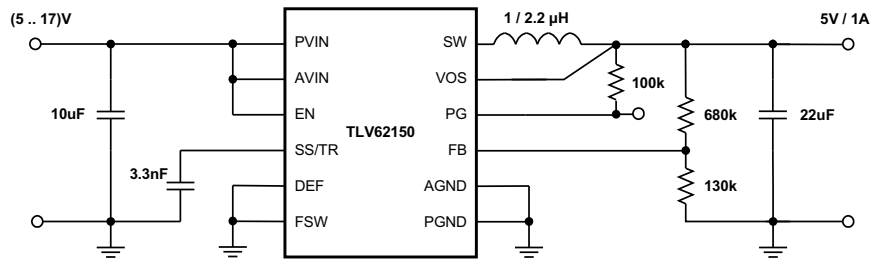 (5 .. 17)V
1 / 2.2 µH
5V / 1A
PVIN
SW
AVIN
VOS
100k
10uF
EN
PG
680k
22uF
TLV62150
SS/TR
FB
3.3nF
DEF
AGND
130k
FSW
PGND